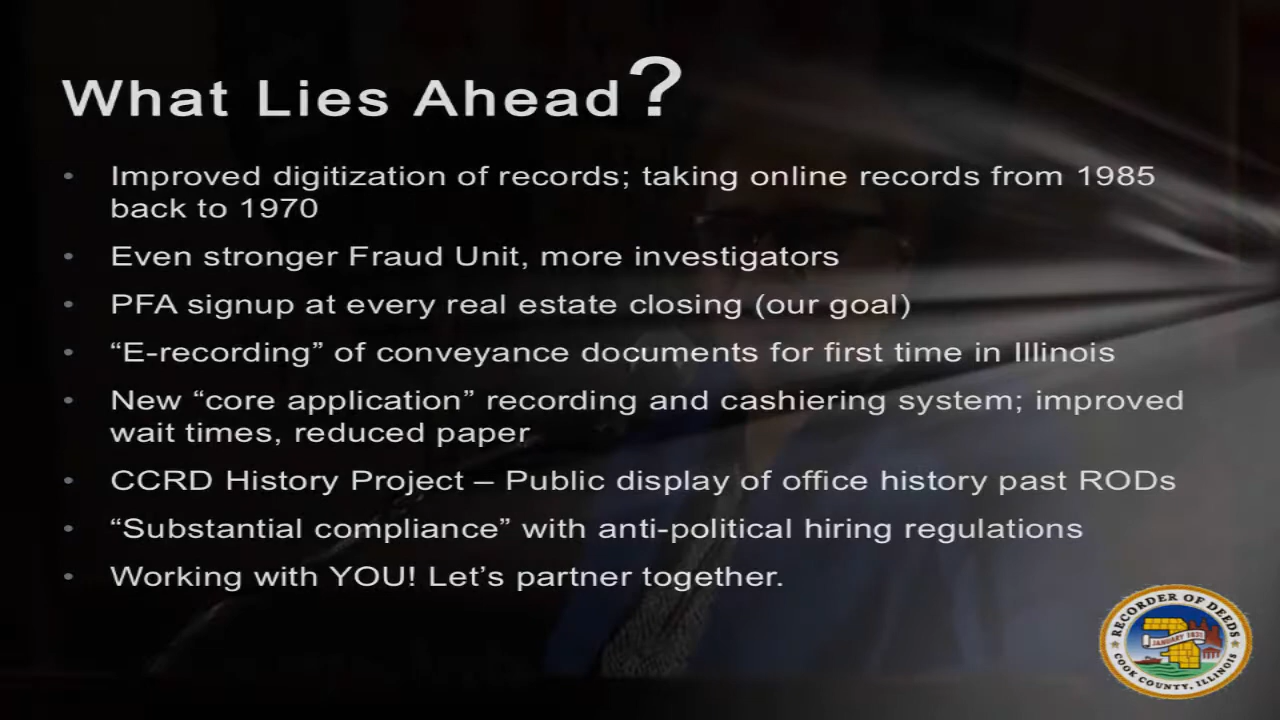 What Lies Ahead?
• Improved digitization of records; taking online records from 1985
back to 1970
• Even stronger Fraud Unit, more investigators
• PFA signup at every real estate closing (our goal)
• “E-recording” of conveyance documents for first time in Illinois
• New “core application” recording and cashiering system; improved
wait times, reduced paper
• CCRD History Project – Public display of office history past RODs
• “Substantial compliance” with anti-political hiring regulations
• Working with YOU! Let’s partner together.
RECORDER OF DEEDS
JANUARY 1831
COOK COUNTY, ILLINOIS